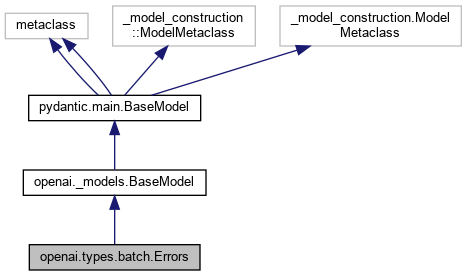 metaclass
_model_construction
::ModelMetaclass
_model_construction.Model
Metaclass
pydantic.main.BaseModel
openai._models.BaseModel
openai.types.batch.Errors